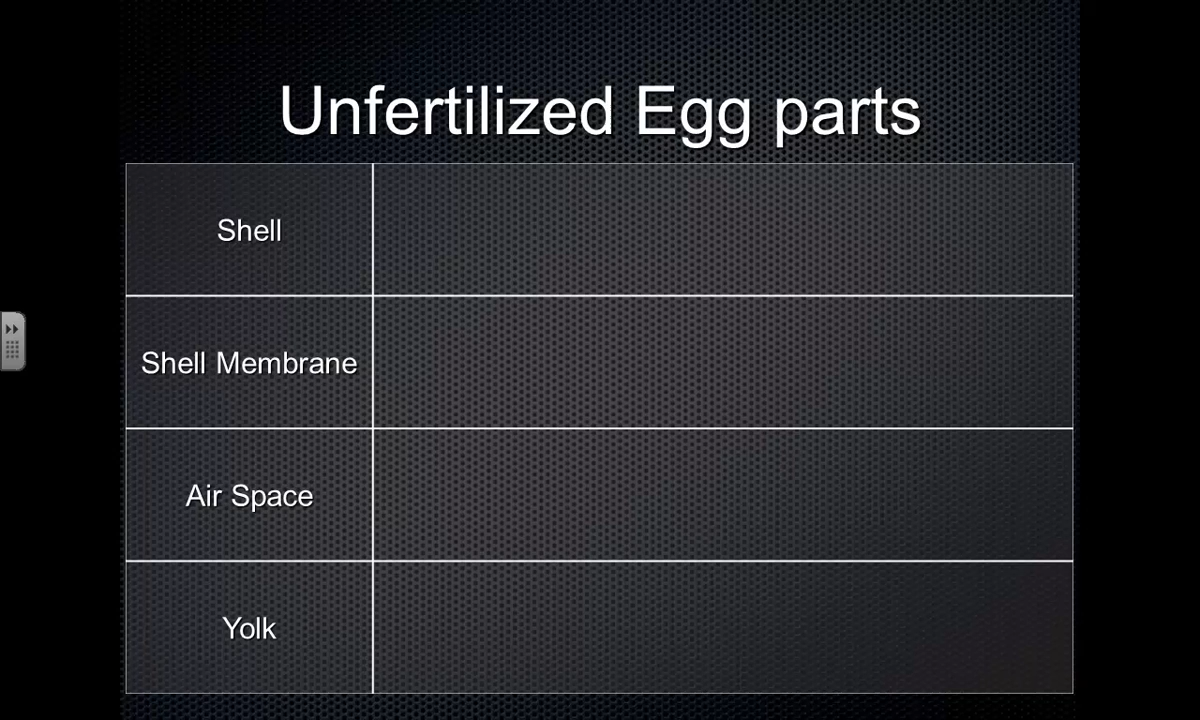 Unfertilized Egg parts
Shell
Shell Membrane
Air Space
Yolk